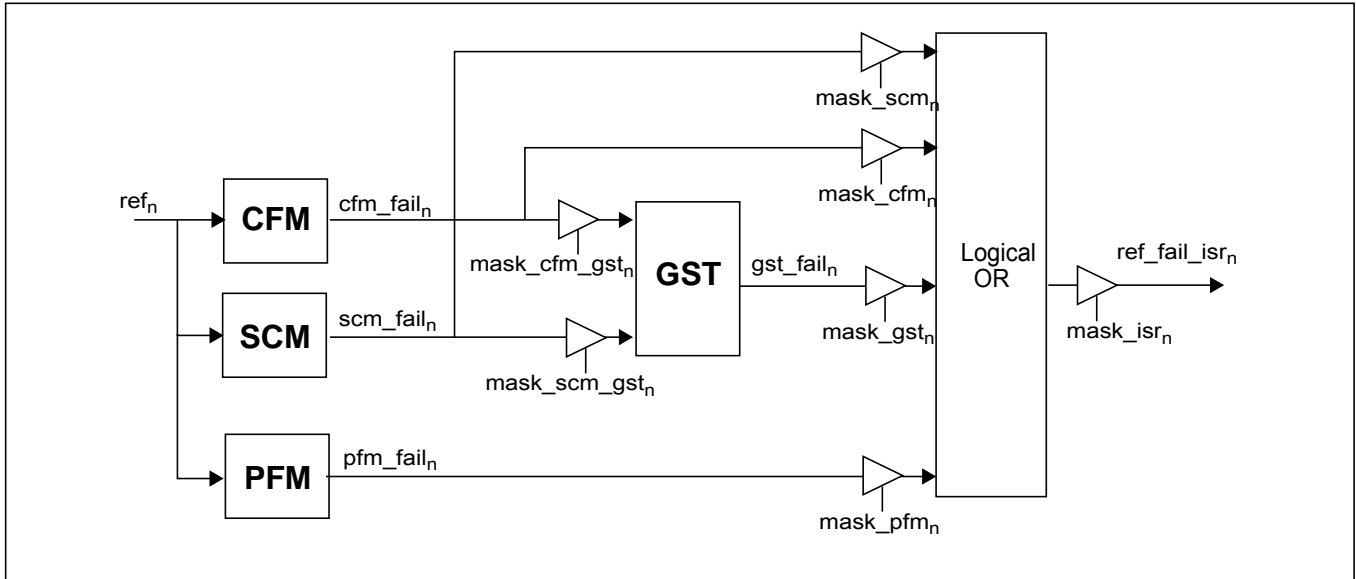 mask_scmn
mask_cfmn
refn
CFM
cfm_failn
mask_cfm_gstn
GST
gst_failn
mask_gstn
Logical
OR
ref_fail_isrn
mask_isrn
SCM
scm_failn
mask_scm_gstn
PFM
pfm_failn
mask_pfmn